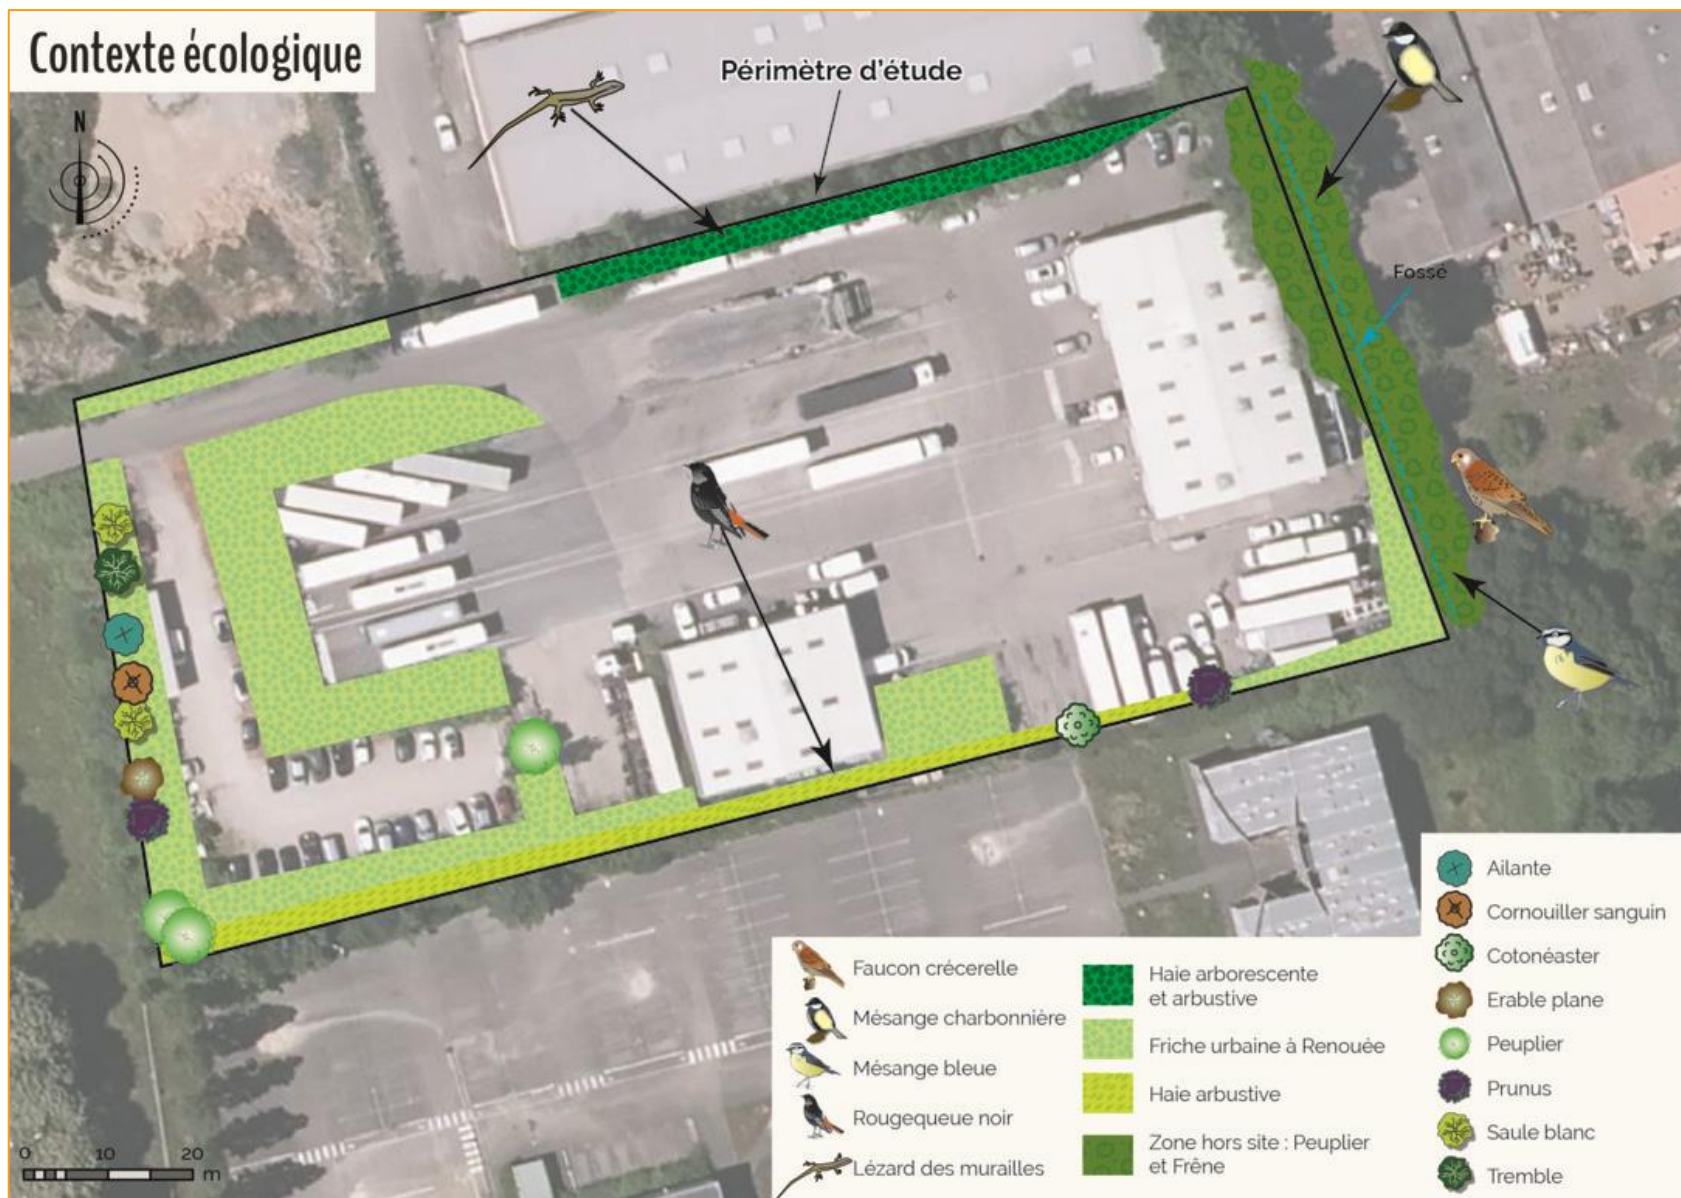 Contexte écologique
N
Périmètre d'étude
Fossé
Faucon crécerelle
Mésange charbonnière
Mésange bleue
Rougequeue noir
Lézard des murailles
Haie arborescente
et arbustive
Friche urbaine à Renouée
Haie arbustive
Zone hors site : Peuplier
et Frêne
Ailante
Cornouiller sanguin
Cotonéaster
Erable plane
Peuplier
Prunus
Saule blanc
Tremble
0 10 20
m